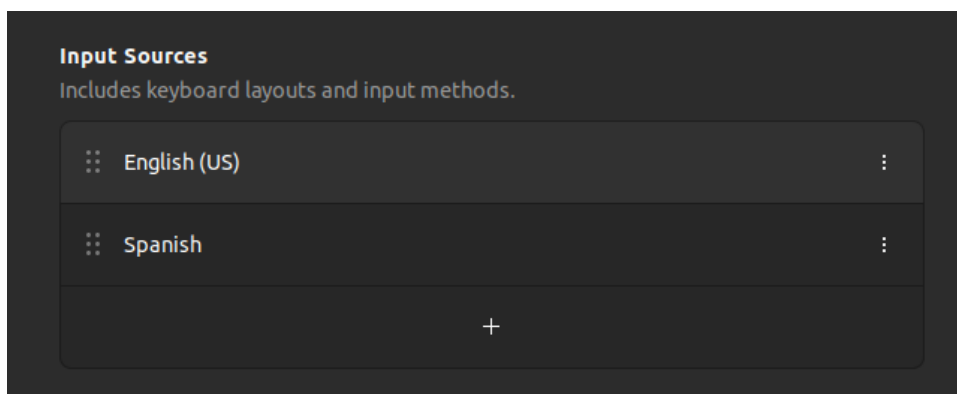 Input Sources
Includes keyboard layouts and input methods.
English (US)
Spanish
+